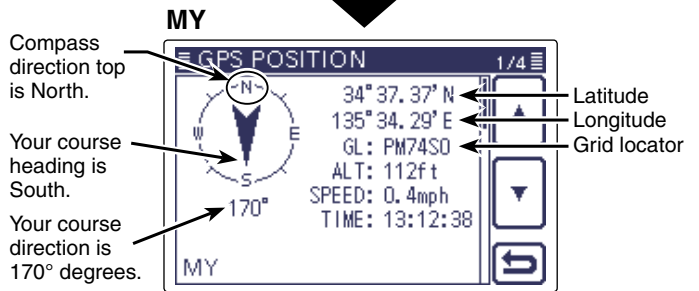 MY
Compass
direction top
is North.
Your course
heading is
South.
Your course
direction is
170° degrees.
GPS POSITION
1/4
N
W
E
S
170°
34°37.37'N
135°34.29'E
GL: PM74SO
ALT: 112ft
SPEED: 0.4mph
TIME: 13:12:38
MY
Latitude
Longitude
Grid locator